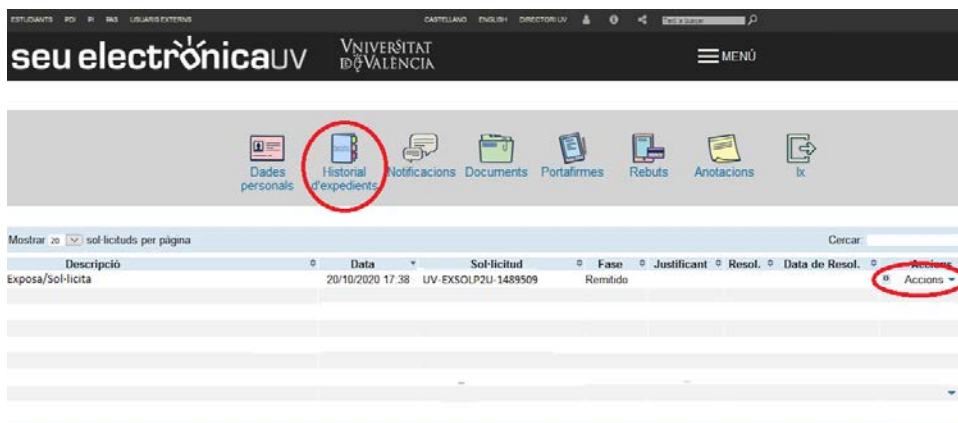 ESTUDIANTS PDI PI PAS USUARIS EXTERNS CASTELLANO ENGLISH DIRECTORI UV
seu electrònicaUV VNIVERSITAT MENÚ
DE VALÈNCIA
Dades personals
Historial d'expedients
Notificacions
Documents
Portafirmes
Rebuts
Anotacions
Ix
Mostrar 20 sol·licituds per pàgina Cercar:
Descripció Data Sol·licitud Fase Justificant Resol. Data de Resol. Accions
Exposa/Sol·licita 20/10/2020 17:38 UV-EXSOLP2U-1489509 Remitido Accions